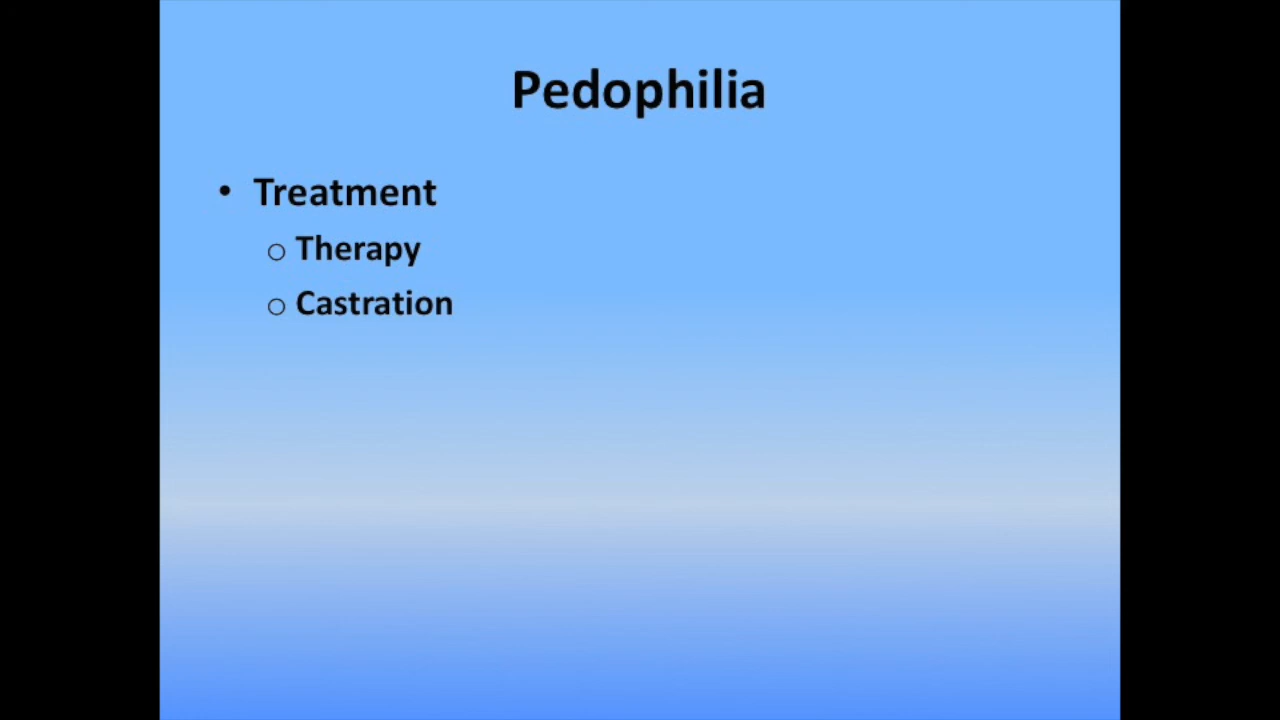 Pedophilia
• Treatment
o Therapy
o Castration